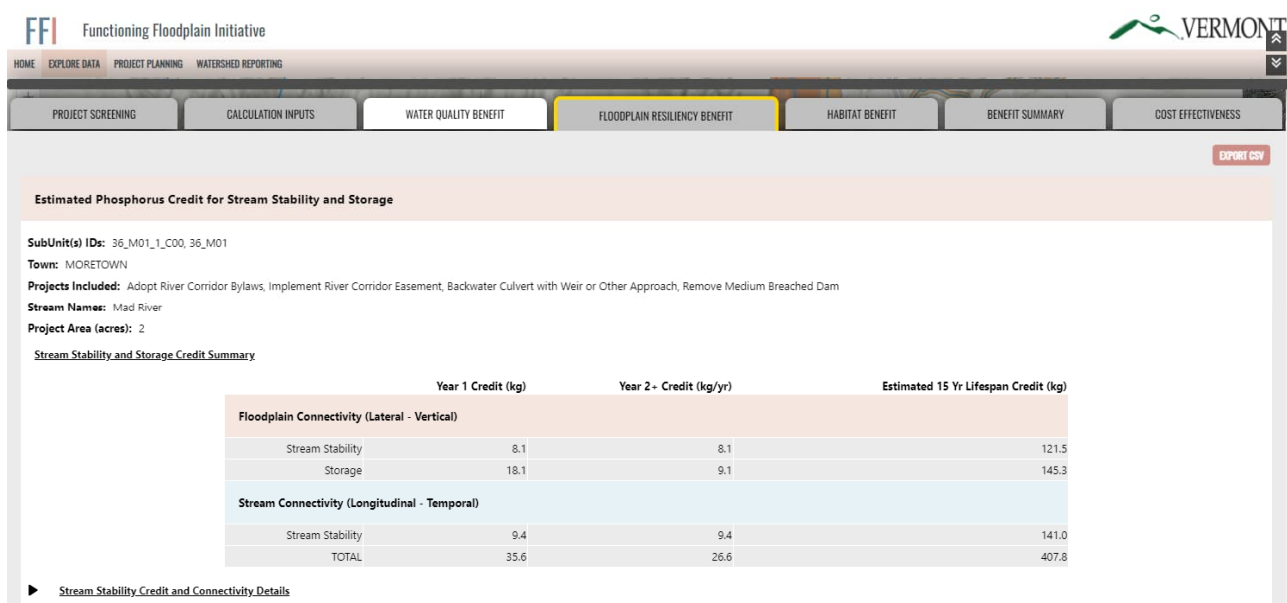 FFI Functioning Floodplain Initiative
VERMONT
HOME EXPLORE DATA PROJECT PLANNING WATERSHED REPORTING
PROJECT SCREENING CALCULATION INPUTS WATER QUALITY BENEFIT FLOODPLAIN RESILIENCY BENEFIT HABITAT BENEFIT BENEFIT SUMMARY COST EFFECTIVENESS
EXPORT CSV
Estimated Phosphorus Credit for Stream Stability and Storage
SubUnit(s) IDs: 36_M01_1_C00, 36_M01
Town: MORETOWN
Projects Included: Adopt River Corridor Bylaws, Implement River Corridor Easement, Backwater Culvert with Weir or Other Approach, Remove Medium Breached Dam
Stream Names: Mad River
Project Area (acres): 2
Stream Stability and Storage Credit Summary
Year 1 Credit (kg) Year 2+ Credit (kg/yr) Estimated 15 Yr Lifespan Credit (kg)
Floodplain Connectivity (Lateral - Vertical)
Stream Stability 8.1 8.1 121.5
Storage 18.1 9.1 145.3
Stream Connectivity (Longitudinal - Temporal)
Stream Stability 9.4 9.4 141.0
TOTAL 35.6 26.6 407.8
Stream Stability Credit and Connectivity Details